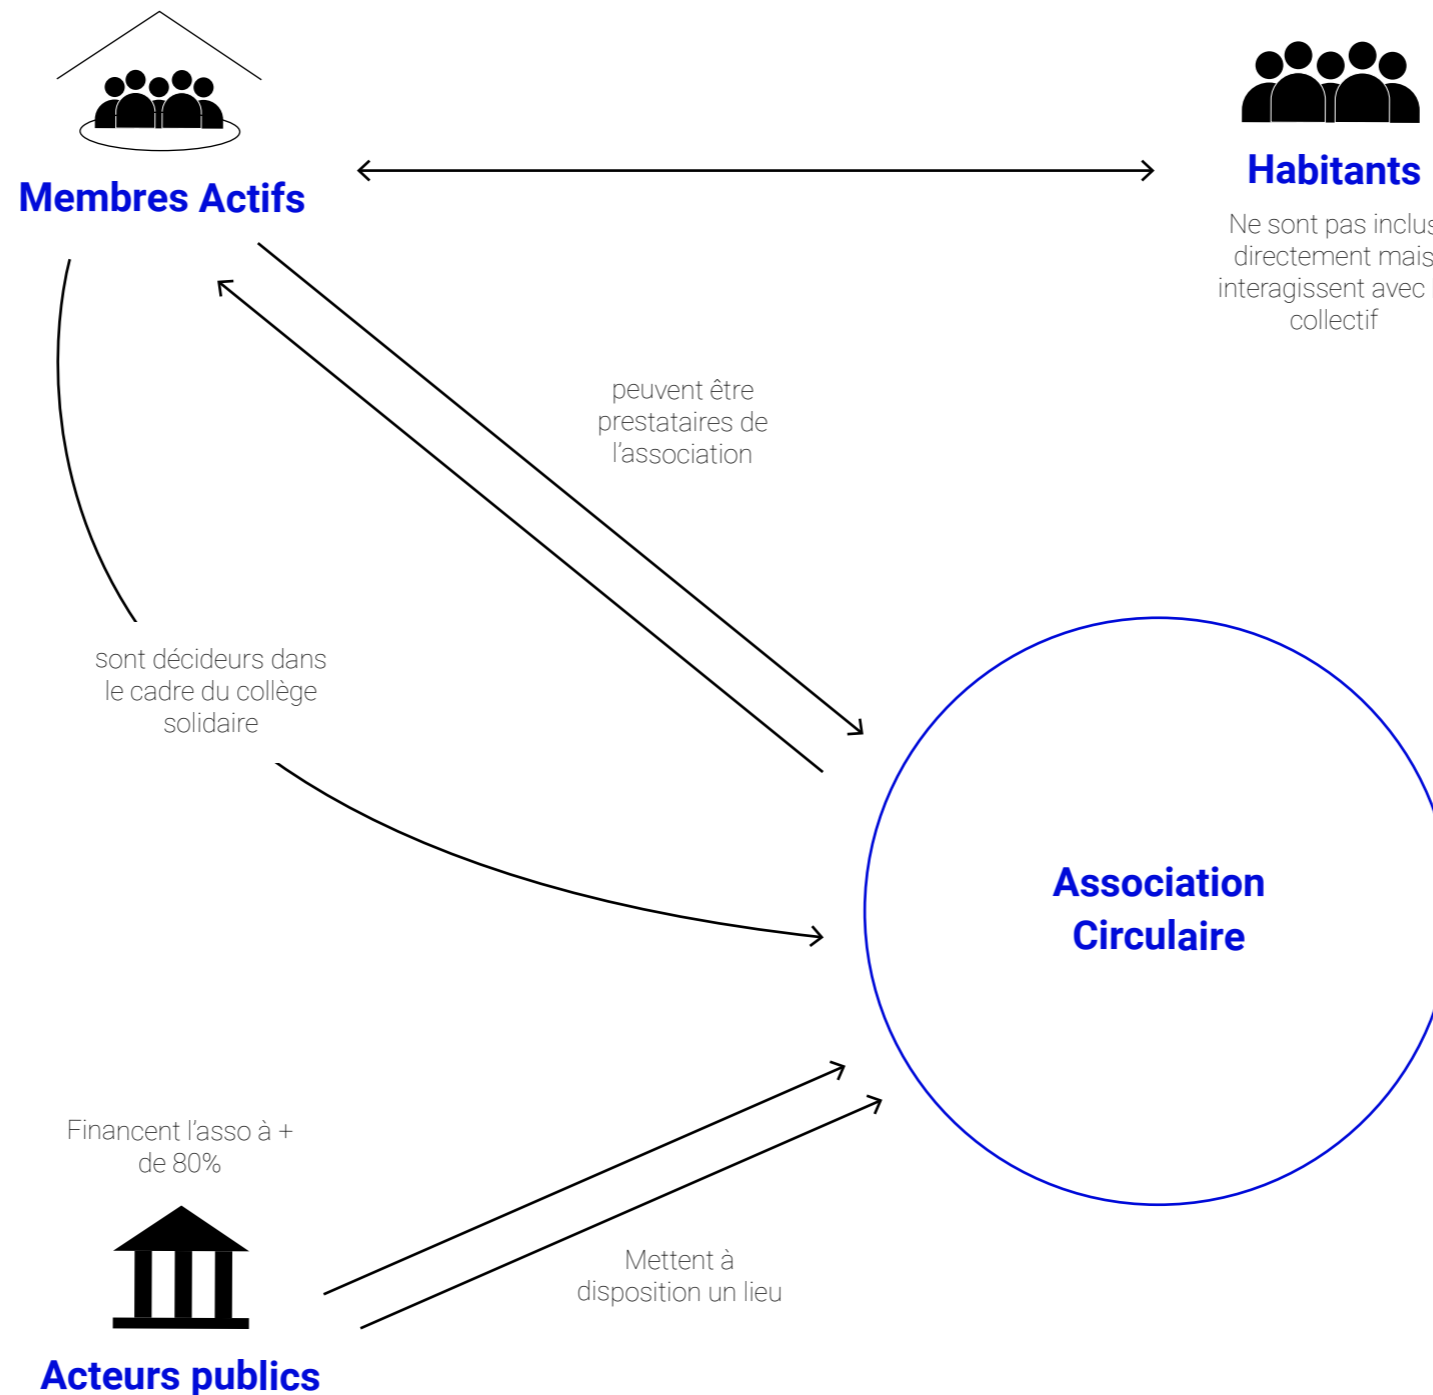 Membres Actifs
Habitants
Ne sont pas inclus
directement mais
interagissent avec
collectif
peuvent être
prestataires de
l'association
sont décideurs dans
le cadre du collège
solidaire
Association
Circulaire
Financent l'asso à +
de 80%
Mettent à
disposition un lieu
Acteurs publics